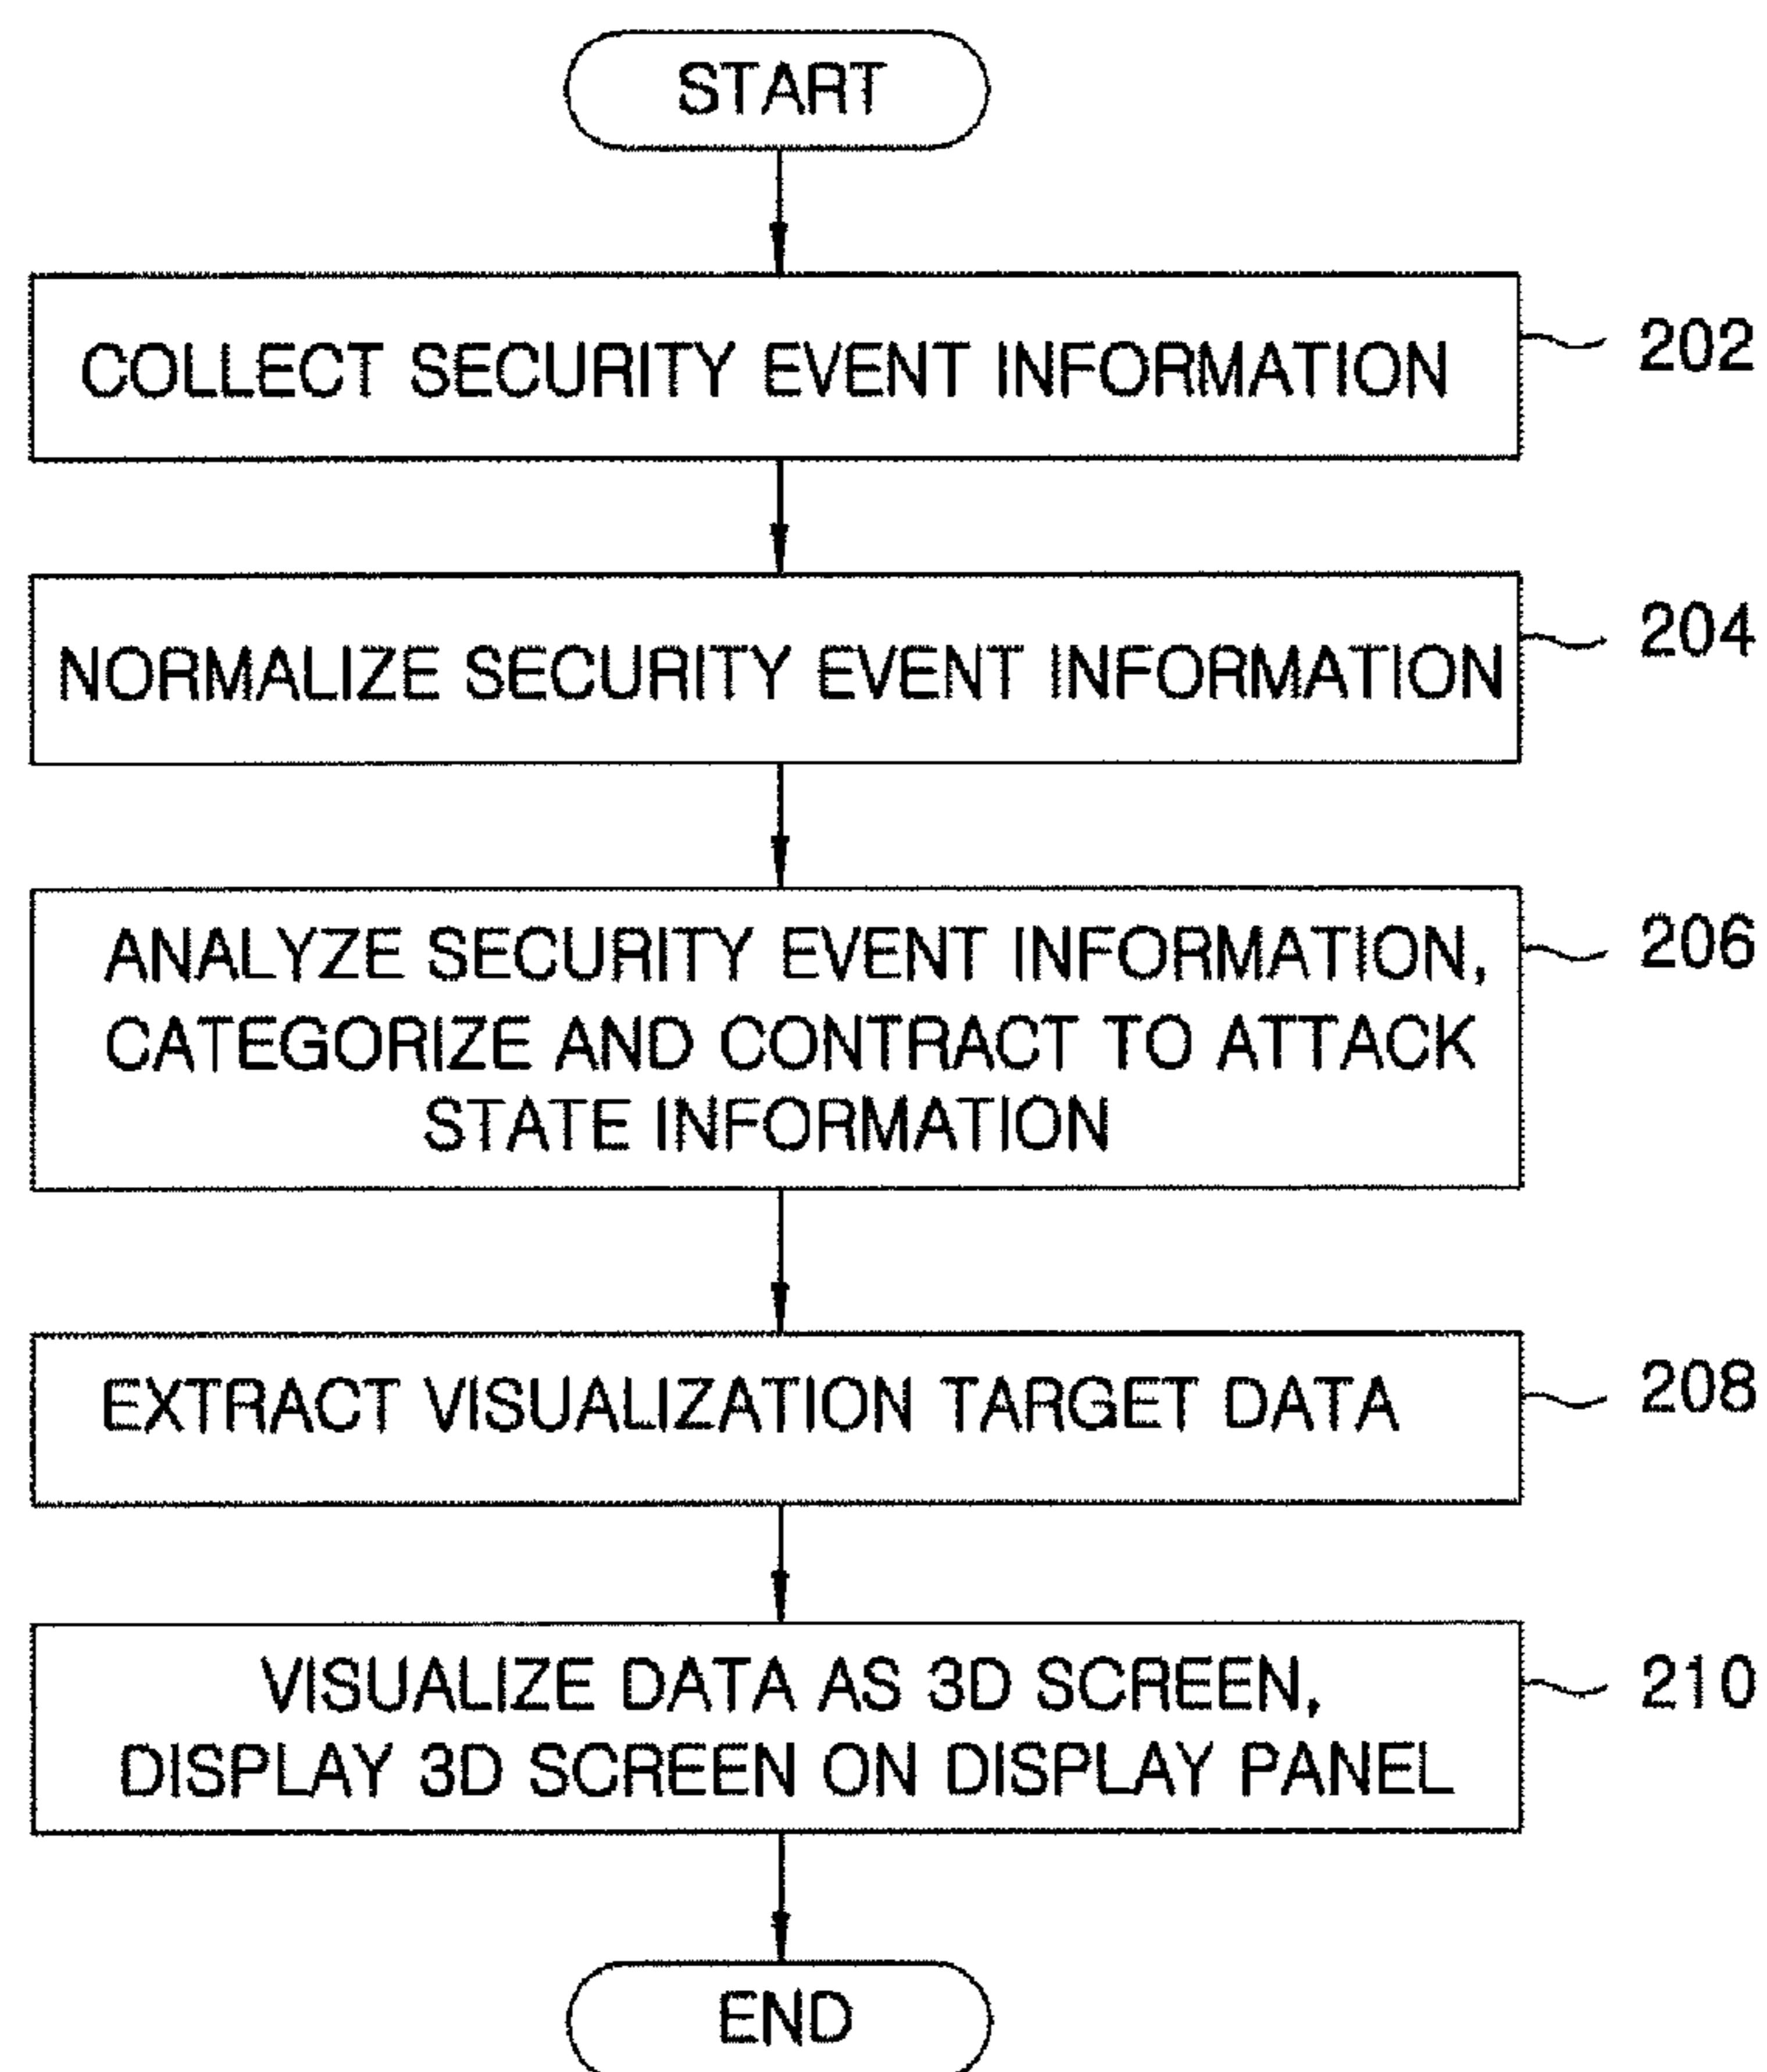 START
COLLECT SECURITY EVENT INFORMATION
202
NORMALIZE SECURITY EVENT INFORMATION
204
ANALYZE SECURITY EVENT INFORMATION,
CATEGORIZE AND CONTRACT TO ATTACK
STATE INFORMATION
206
EXTRACT VISUALIZATION TARGET DATA
208
VISUALIZE DATA AS 3D SCREEN,
DISPLAY 3D SCREEN ON DISPLAY PANEL
210
END